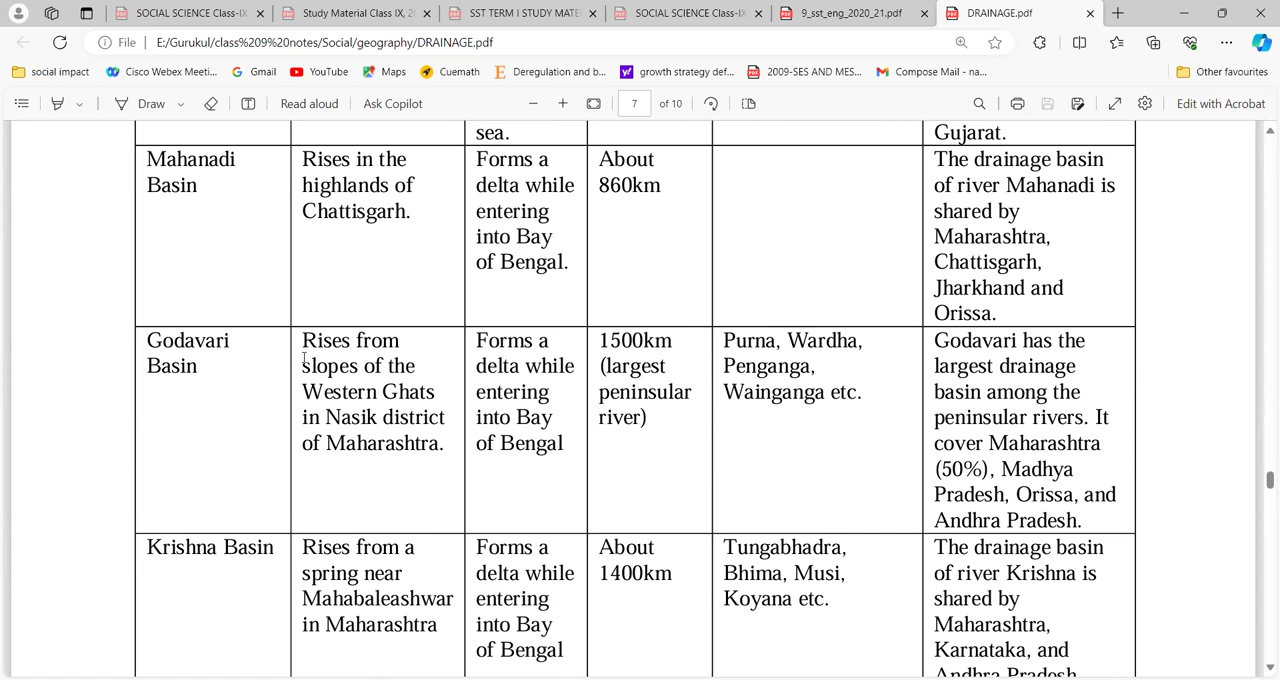 SOCIAL SCIENCE Class-IX
Study Material Class IX, 2
SST TERM I STUDY MATE
SOCIAL SCIENCE Class-IX
9_sst_eng_2020_21.pdf
DRAINAGE.pdf
File
E:/Gurukul/class%209%20notes/Social/geography/DRAINAGE.pdf
social impact
Cisco Webex Meeti...
Gmail
YouTube
Maps
Cuemath
Deregulation and b...
growth strategy def...
2009-SES AND MES...
Compose Mail - na...
Other favourites
Draw
Read aloud
Ask Copilot
7
of 10
Edit with Acrobat
sea.
Gujarat.
Mahanadi
Basin
Rises in the
highlands of
Chattisgarh.
Forms a
delta while
entering
into Bay
of Bengal.
About
860km
The drainage basin
of river Mahanadi is
shared by
Maharashtra,
Chattisgarh,
Jharkhand and
Orissa.
Godavari
Basin
Rises from
slopes of the
Western Ghats
in Nasik district
of Maharashtra.
Forms a
delta while
entering
into Bay
of Bengal
1500km
(largest
peninsular
river)
Purna, Wardha,
Penganga,
Wainganga etc.
Godavari has the
largest drainage
basin among the
peninsular rivers. It
cover Maharashtra
(50%), Madhya
Pradesh, Orissa, and
Andhra Pradesh.
Krishna Basin
Rises from a
spring near
Mahabaleashwar
in Maharashtra
Forms a
delta while
entering
into Bay
of Bengal
About
1400km
Tungabhadra,
Bhima, Musi,
Koyana etc.
The drainage basin
of river Krishna is
shared by
Maharashtra,
Karnataka, and
Andhra Pradesh